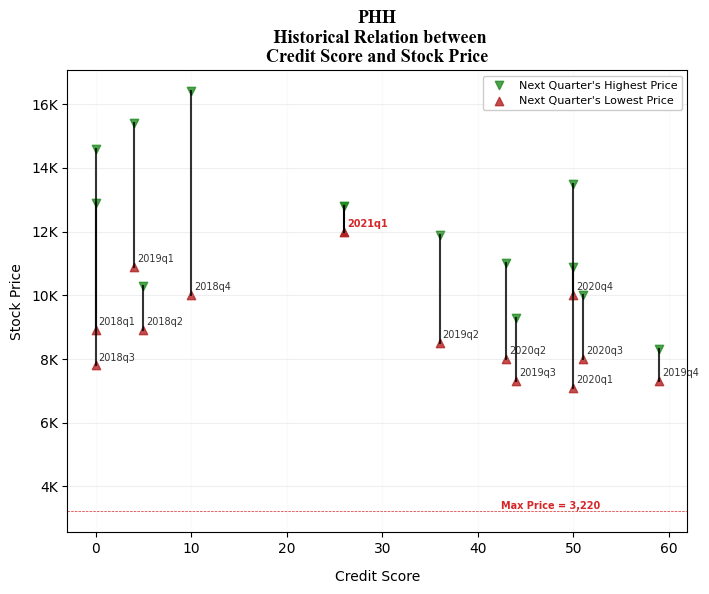 PHH
Historical Relation between
Credit Score and Stock Price
Next Quarter's Highest Price
Next Quarter's Lowest Price
Stock Price
16K
14K
12K
10K
8K
6K
4K
2021q1
2019q1
2018q4
2020q4
2018q1
2018q2
2019q2
2020q2
2020q3
2018q3
2019q3
2020q1
2019q4
Max Price = 3,220
0
10
20
30
40
50
60
Credit Score